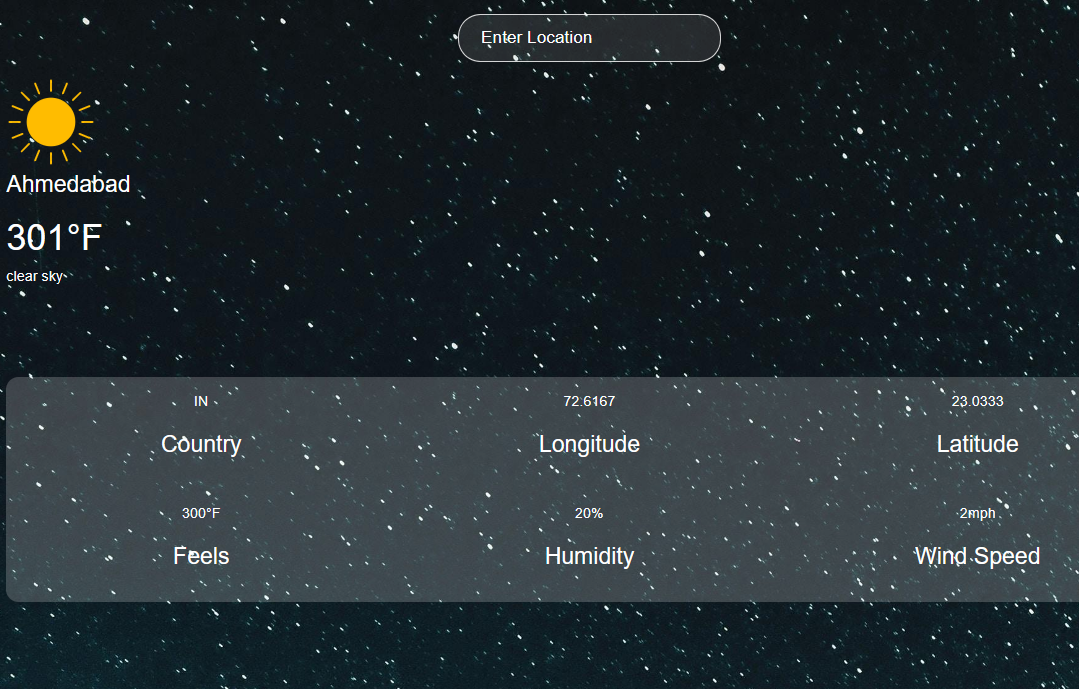 Enter Location
Ahmedabad
301°F
clear sky
IN
72.6167
23.0333
Country
Longitude
Latitude
300°F
20%
2mph
Feels
Humidity
Wind Speed